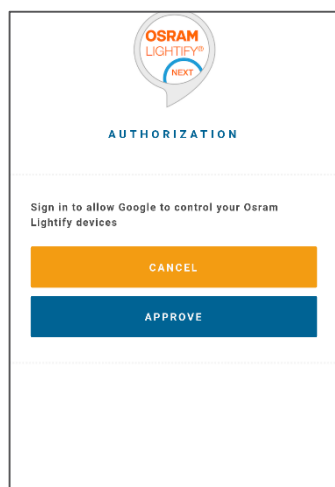 OSRAM
LIGHTIFY®
NEXT
AUTHORIZATION
Sign in to allow Google to control your Osram
Lightify devices
CANCEL
APPROVE